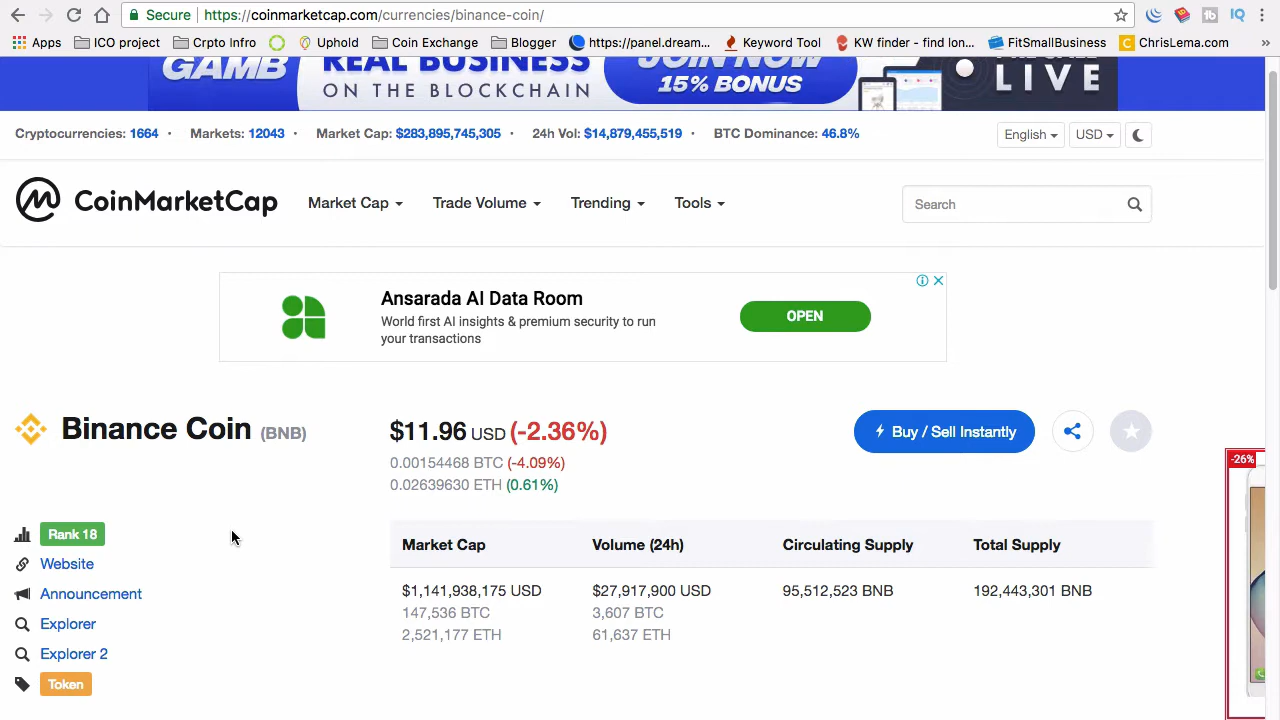 Secure https://coinmarketcap.com/currencies/binance-coin/
Apps ICO project Crpto Infro Uphold Coin Exchange Blogger https://panel.dream... Keyword Tool KW finder - find lon... FitSmallBusiness ChrisLema.com »
GAMB REAL BUSINESS JOIN NOW
ON THE BLOCKCHAIN 15% BONUS LIVE
Cryptocurrencies: 1664 • Markets: 12043 • Market Cap: $283,895,745,305 • 24h Vol: $14,879,455,519 • BTC Dominance: 46.8% English USD
CoinMarketCap Market Cap Trade Volume Trending Tools Search
Ansarada AI Data Room
World first AI insights & premium security to run
your transactions
OPEN
Binance Coin (BNB) $11.96 USD (-2.36%) Buy / Sell Instantly
0.00154468 BTC (-4.09%)
0.02639630 ETH (0.61%)
-26%
Rank 18
Website
Announcement
Explorer
Explorer 2
Token
Market Cap Volume (24h) Circulating Supply Total Supply
$1,141,938,175 USD $27,917,900 USD 95,512,523 BNB 192,443,301 BNB
147,536 BTC 3,607 BTC
2,521,177 ETH 61,637 ETH